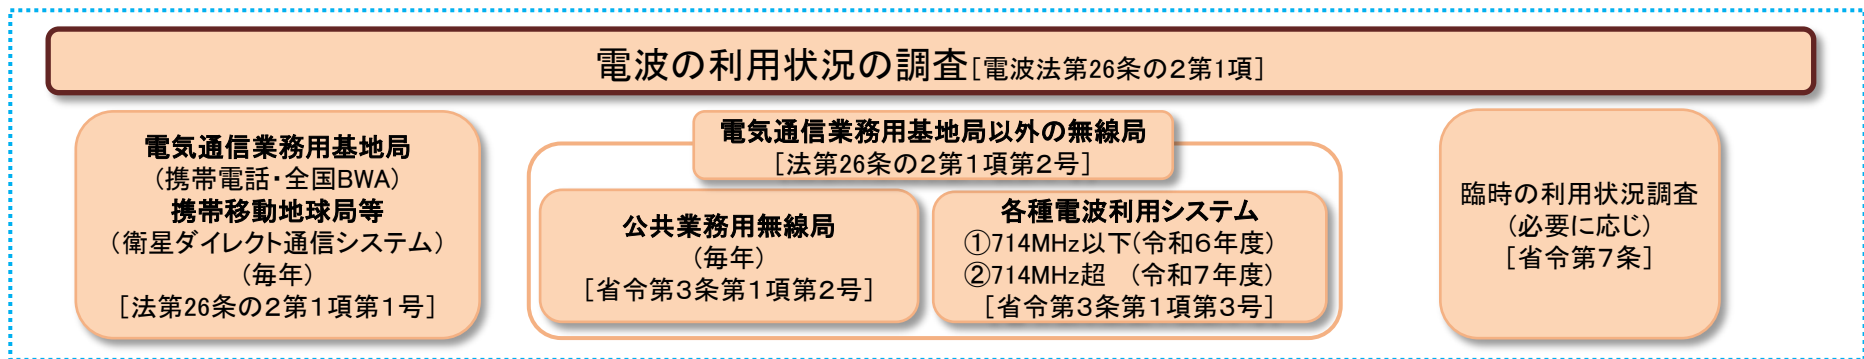 電波の利用状況の調査[電波法第26条の２第１項]
電気通信業務用基地局
(携帯電話・全国BWA)
携帯移動地球局等
（衛星ダイレクト通信システム）
(毎年)
[法第26条の２第１項第１号]
電気通信業務用基地局以外の無線局
[法第26条の２第１項第２号]
公共業務用無線局
(毎年)
[省令第３条第１項第２号]
各種電波利用システム
①714MHz以下(令和６年度)
②714MHz超　(令和７年度)
[省令第３条第１項第３号]
臨時の利用状況調査
(必要に応じ)
[省令第７条]